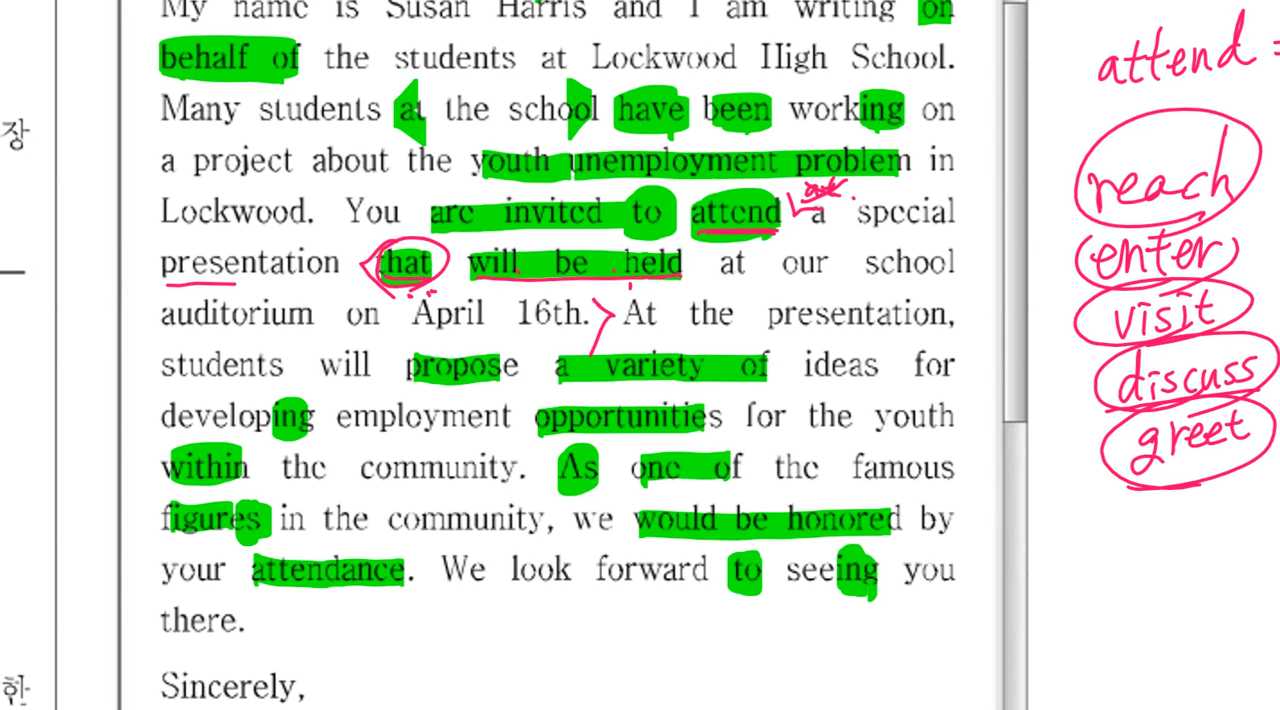 My name is Susan Harris and I am writing on
behalf of the students at Lockwood High School.
Many students at the school have been working on
a project about the youth unemployment problem in
Lockwood. You are invited to attend a special
presentation that will be held at our school
auditorium on April 16th. At the presentation,
students will propose a variety of ideas for
developing employment opportunities for the youth
within the community. As one of the famous
figures in the community, we would be honored by
your attendance. We look forward to seeing you
there.
Sincerely,
장
한
attend =
reach
enter
visit
discuss
greet